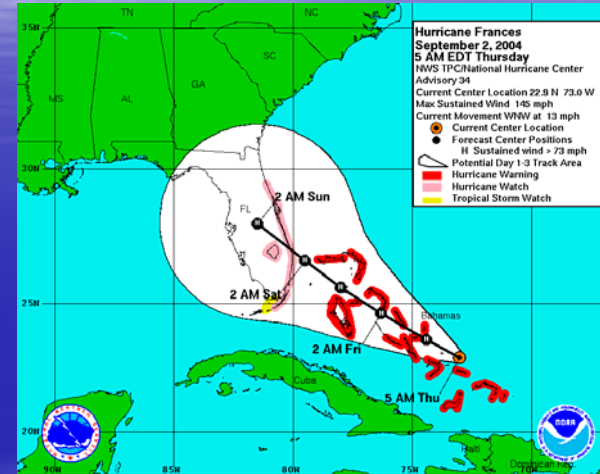 TN
NC
35N
SC
MS
AL
GA
Hurricane Frances
September 2, 2004
5 AM EDT Thursday
NWS TPC/National Hurricane Center
Advisory 34
Current Center Location 22.9 N 73.0 W
Max Sustained Wind 145 mph
Current Movement WNW at 13 mph
Current Center Location
Forecast Center Positions
H Sustained wind > 73 mph
Potential Day 1-3 Track Area
Hurricane Warning
Hurricane Watch
Tropical Storm Watch
30N
FL
2 AM Sun
H
H
2 AM Sat
H
25N
H
Bahamas
H
2 AM Fri
Cuba
5 AM Thu
20N
NOAA
Haiti
Dominican Rep.
90W
85W
80W
75W
70W